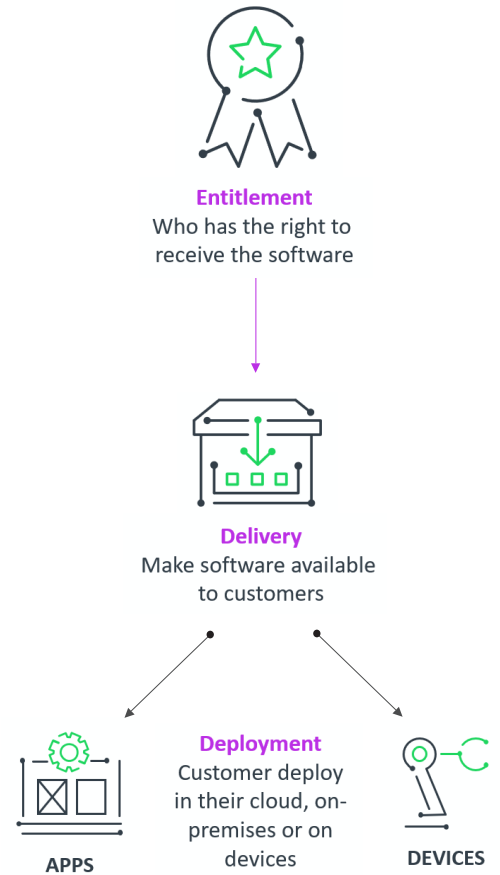 Entitlement
Who has the right to
receive the software
Delivery
Make software available
to customers
Deployment
Customer deploy
in their cloud, on-
premises or on
devices
APPS
DEVICES